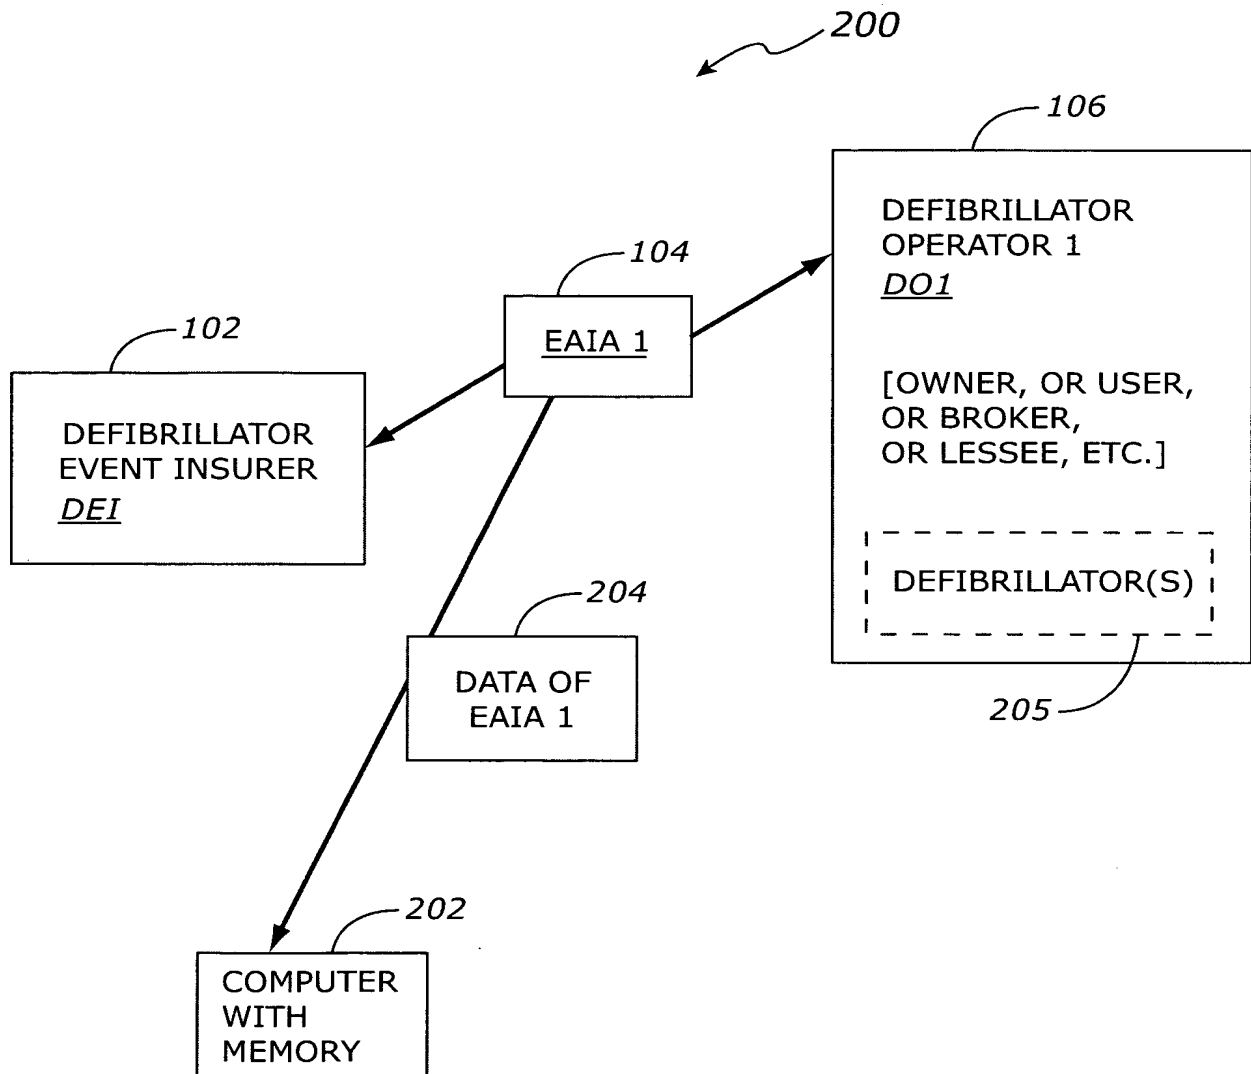 200
106
DEFIBRILLATOR
OPERATOR 1
DO1
[OWNER, OR USER,
OR BROKER,
OR LESSEE, ETC.]
DEFIBRILLATOR(S)
205
104
EAIA 1
102
DEFIBRILLATOR
EVENT INSURER
DEI
204
DATA OF
EAIA 1
202
COMPUTER
WITH
MEMORY